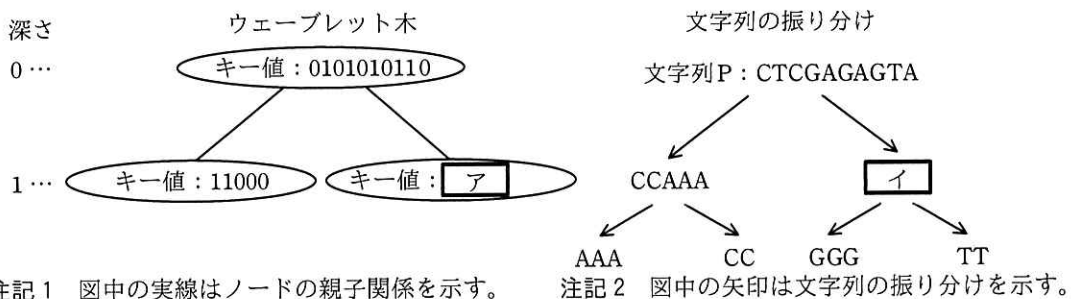 深さ
ウェーブレット木
文字列の振り分け
0…
キー値:0101010110
文字列P:CTCGAGAGTA
1…
キー値:11000
キー値:ア
CCAAA
イ
AAA
CC
GGG
TT
注記1 図中の実線はノードの親子関係を示す。
注記2 図中の矢印は文字列の振り分けを示す。